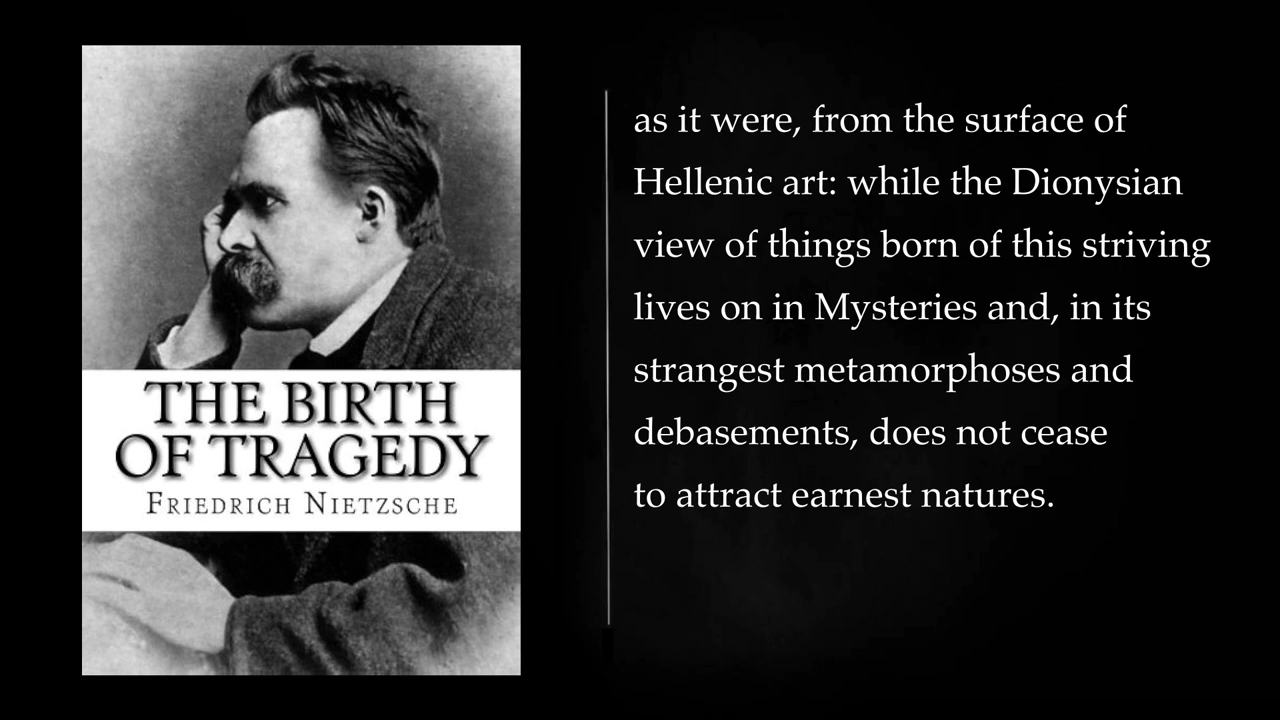 THE BIRTH
OF TRAGEDY
Friedrich Nietzsche
as it were, from the surface of
Hellenic art: while the Dionysian
view of things born of this striving
lives on in Mysteries and, in its
strangest metamorphoses and
debasements, does not cease
to attract earnest natures.